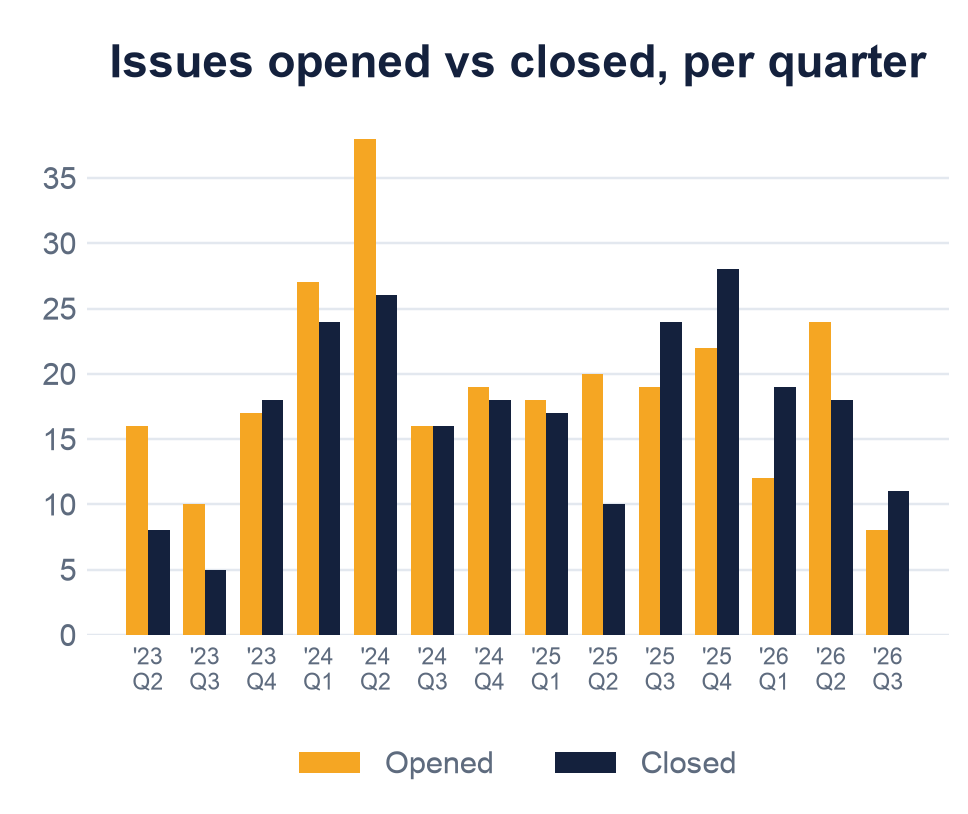 Issues opened vs closed, per quarter
35
30
25
20
15
10
5
0
'23 '23 '23 '24 '24 '24 '24 '25 '25 '25 '25 '26 '26 '26
Q2 Q3 Q4 Q1 Q2 Q3 Q4 Q1 Q2 Q3 Q4 Q1 Q2 Q3
Opened Closed